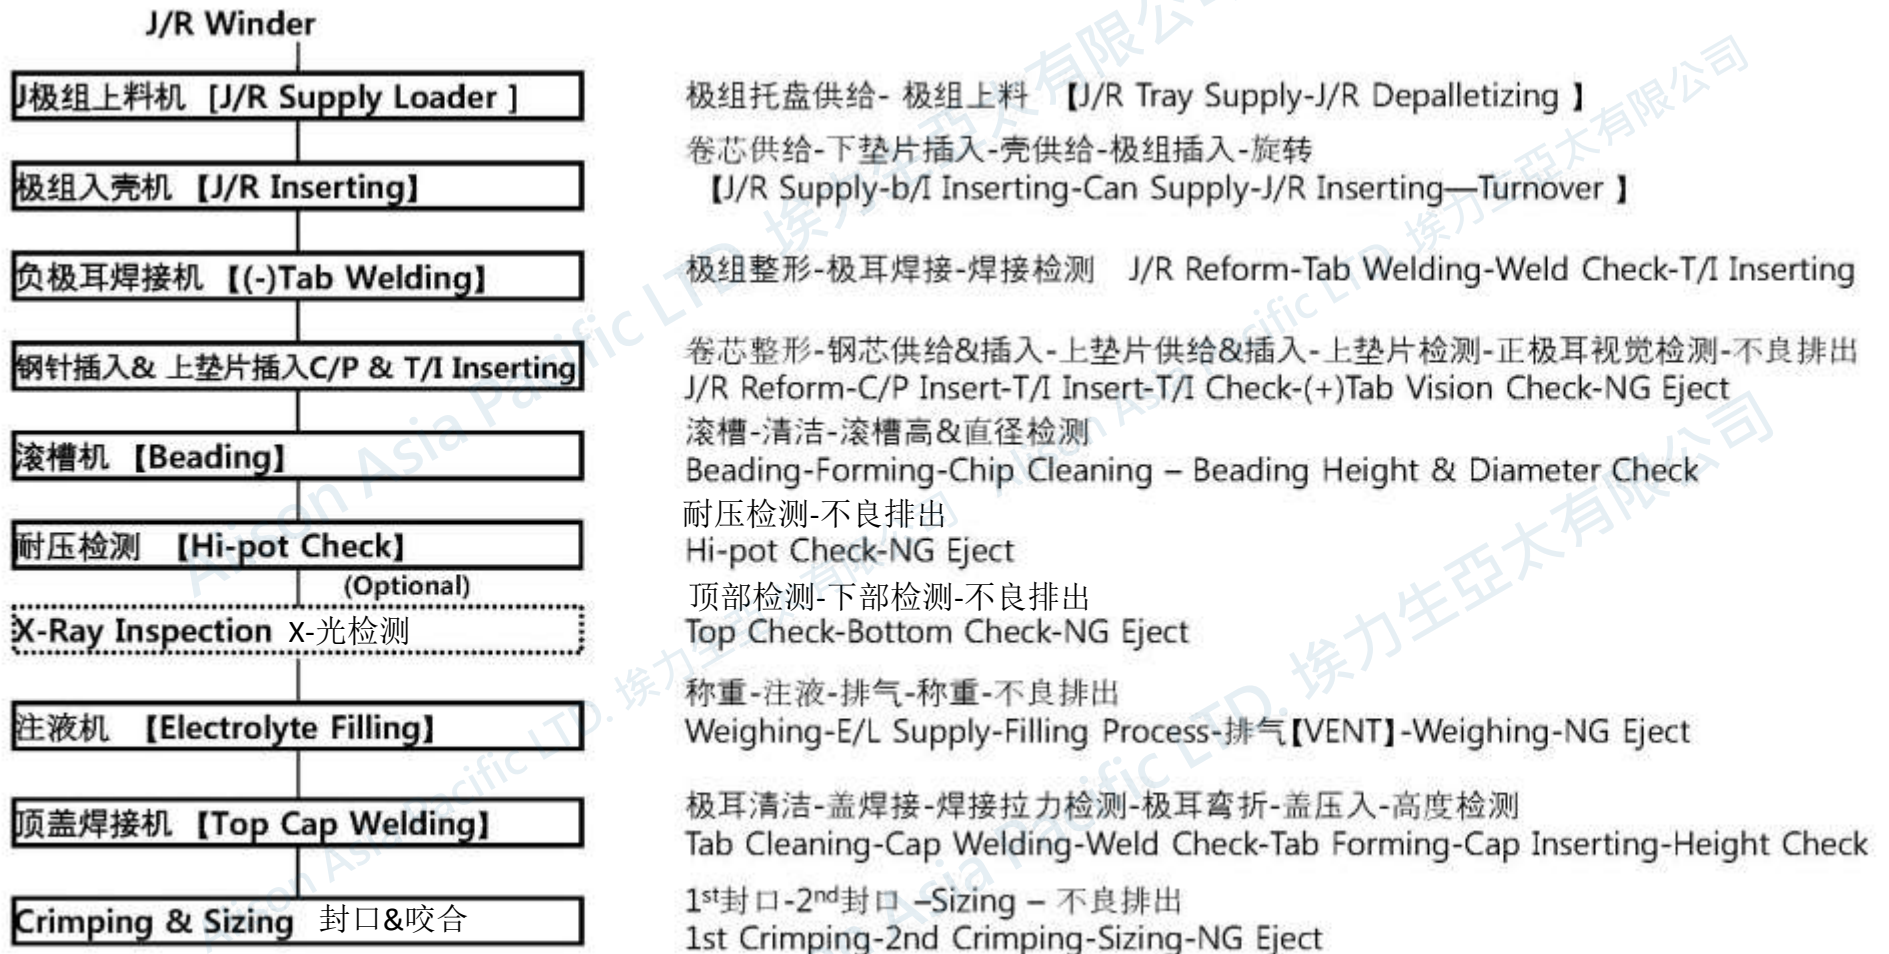 J/R Winder
J极组上料机 [J/R Supply Loader ]
极组托盘供给- 极组上料 【J/R Tray Supply-J/R Depalletizing 】
极组入壳机 【J/R Inserting】
卷芯供给-下垫片插入-壳供给-极组插入-旋转
【J/R Supply-b/I Inserting-Can Supply-J/R Inserting—Turnover 】
负极耳焊接机 【(-)Tab Welding】
极组整形-极耳焊接-焊接检测 J/R Reform-Tab Welding-Weld Check-T/I Inserting
钢针插入& 上垫片插入C/P & T/I Inserting
卷芯整形-钢芯供给&插入-上垫片供给&插入-上垫片检测-正极耳视觉检测-不良排出
J/R Reform-C/P Insert-T/I Insert-T/I Check-(+)Tab Vision Check-NG Eject
滚槽机 【Beading】
滚槽-清洁-滚槽高&直径检测
Beading-Forming-Chip Cleaning – Beading Height & Diameter Check
耐压检测 【Hi-pot Check】
耐压检测-不良排出
Hi-pot Check-NG Eject
(Optional)
X-Ray Inspection X-光检测
顶部检测-下部检测-不良排出
Top Check-Bottom Check-NG Eject
注液机 【Electrolyte Filling】
称重-注液-排气-称重-不良排出
Weighing-E/L Supply-Filling Process-排气【VENT】-Weighing-NG Eject
顶盖焊接机 【Top Cap Welding】
极耳清洁-盖焊接-焊接拉力检测-极耳弯折-盖压入-高度检测
Tab Cleaning-Cap Welding-Weld Check-Tab Forming-Cap Inserting-Height Check
Crimping & Sizing 封口&咬合
1st封口-2nd封口 –Sizing – 不良排出
1st Crimping-2nd Crimping-Sizing-NG Eject
Alison Asia Pacific LTD. 埃力生亞太有限公司